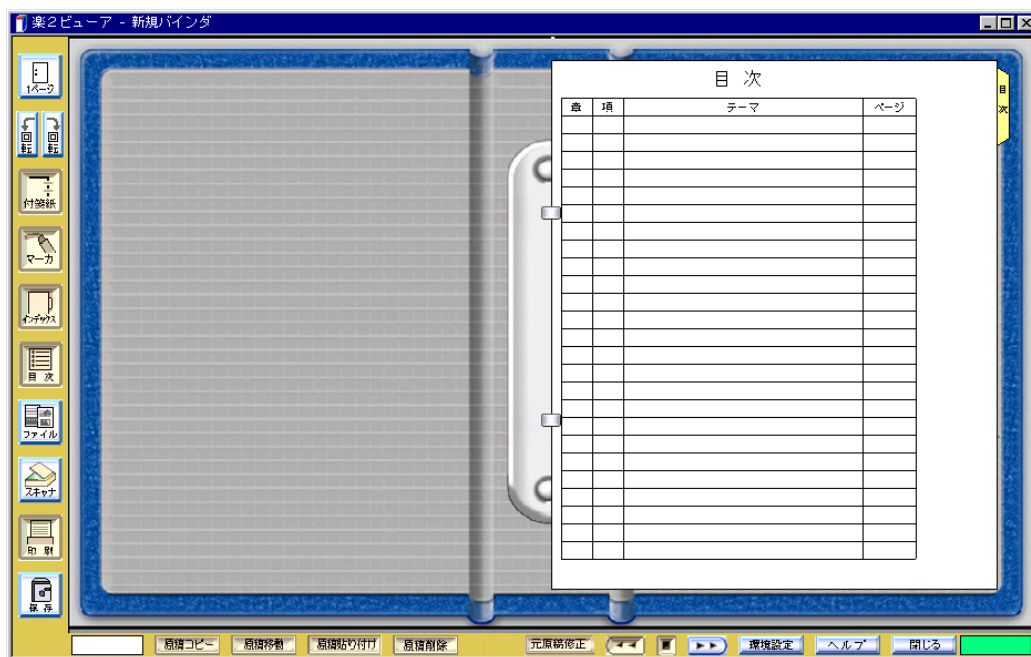 楽2ビューア - 新規バインダ
1ページ
回転 回転
付箋紙
マーカ
インデックス
目次
ファイル
スキャナ
印刷
保存
目次
章 項 テーマ ページ
目次
原稿コピー 原稿移動 原稿貼り付け 原稿削除 元原稿修正 環境設定 ヘルプ 閉じる